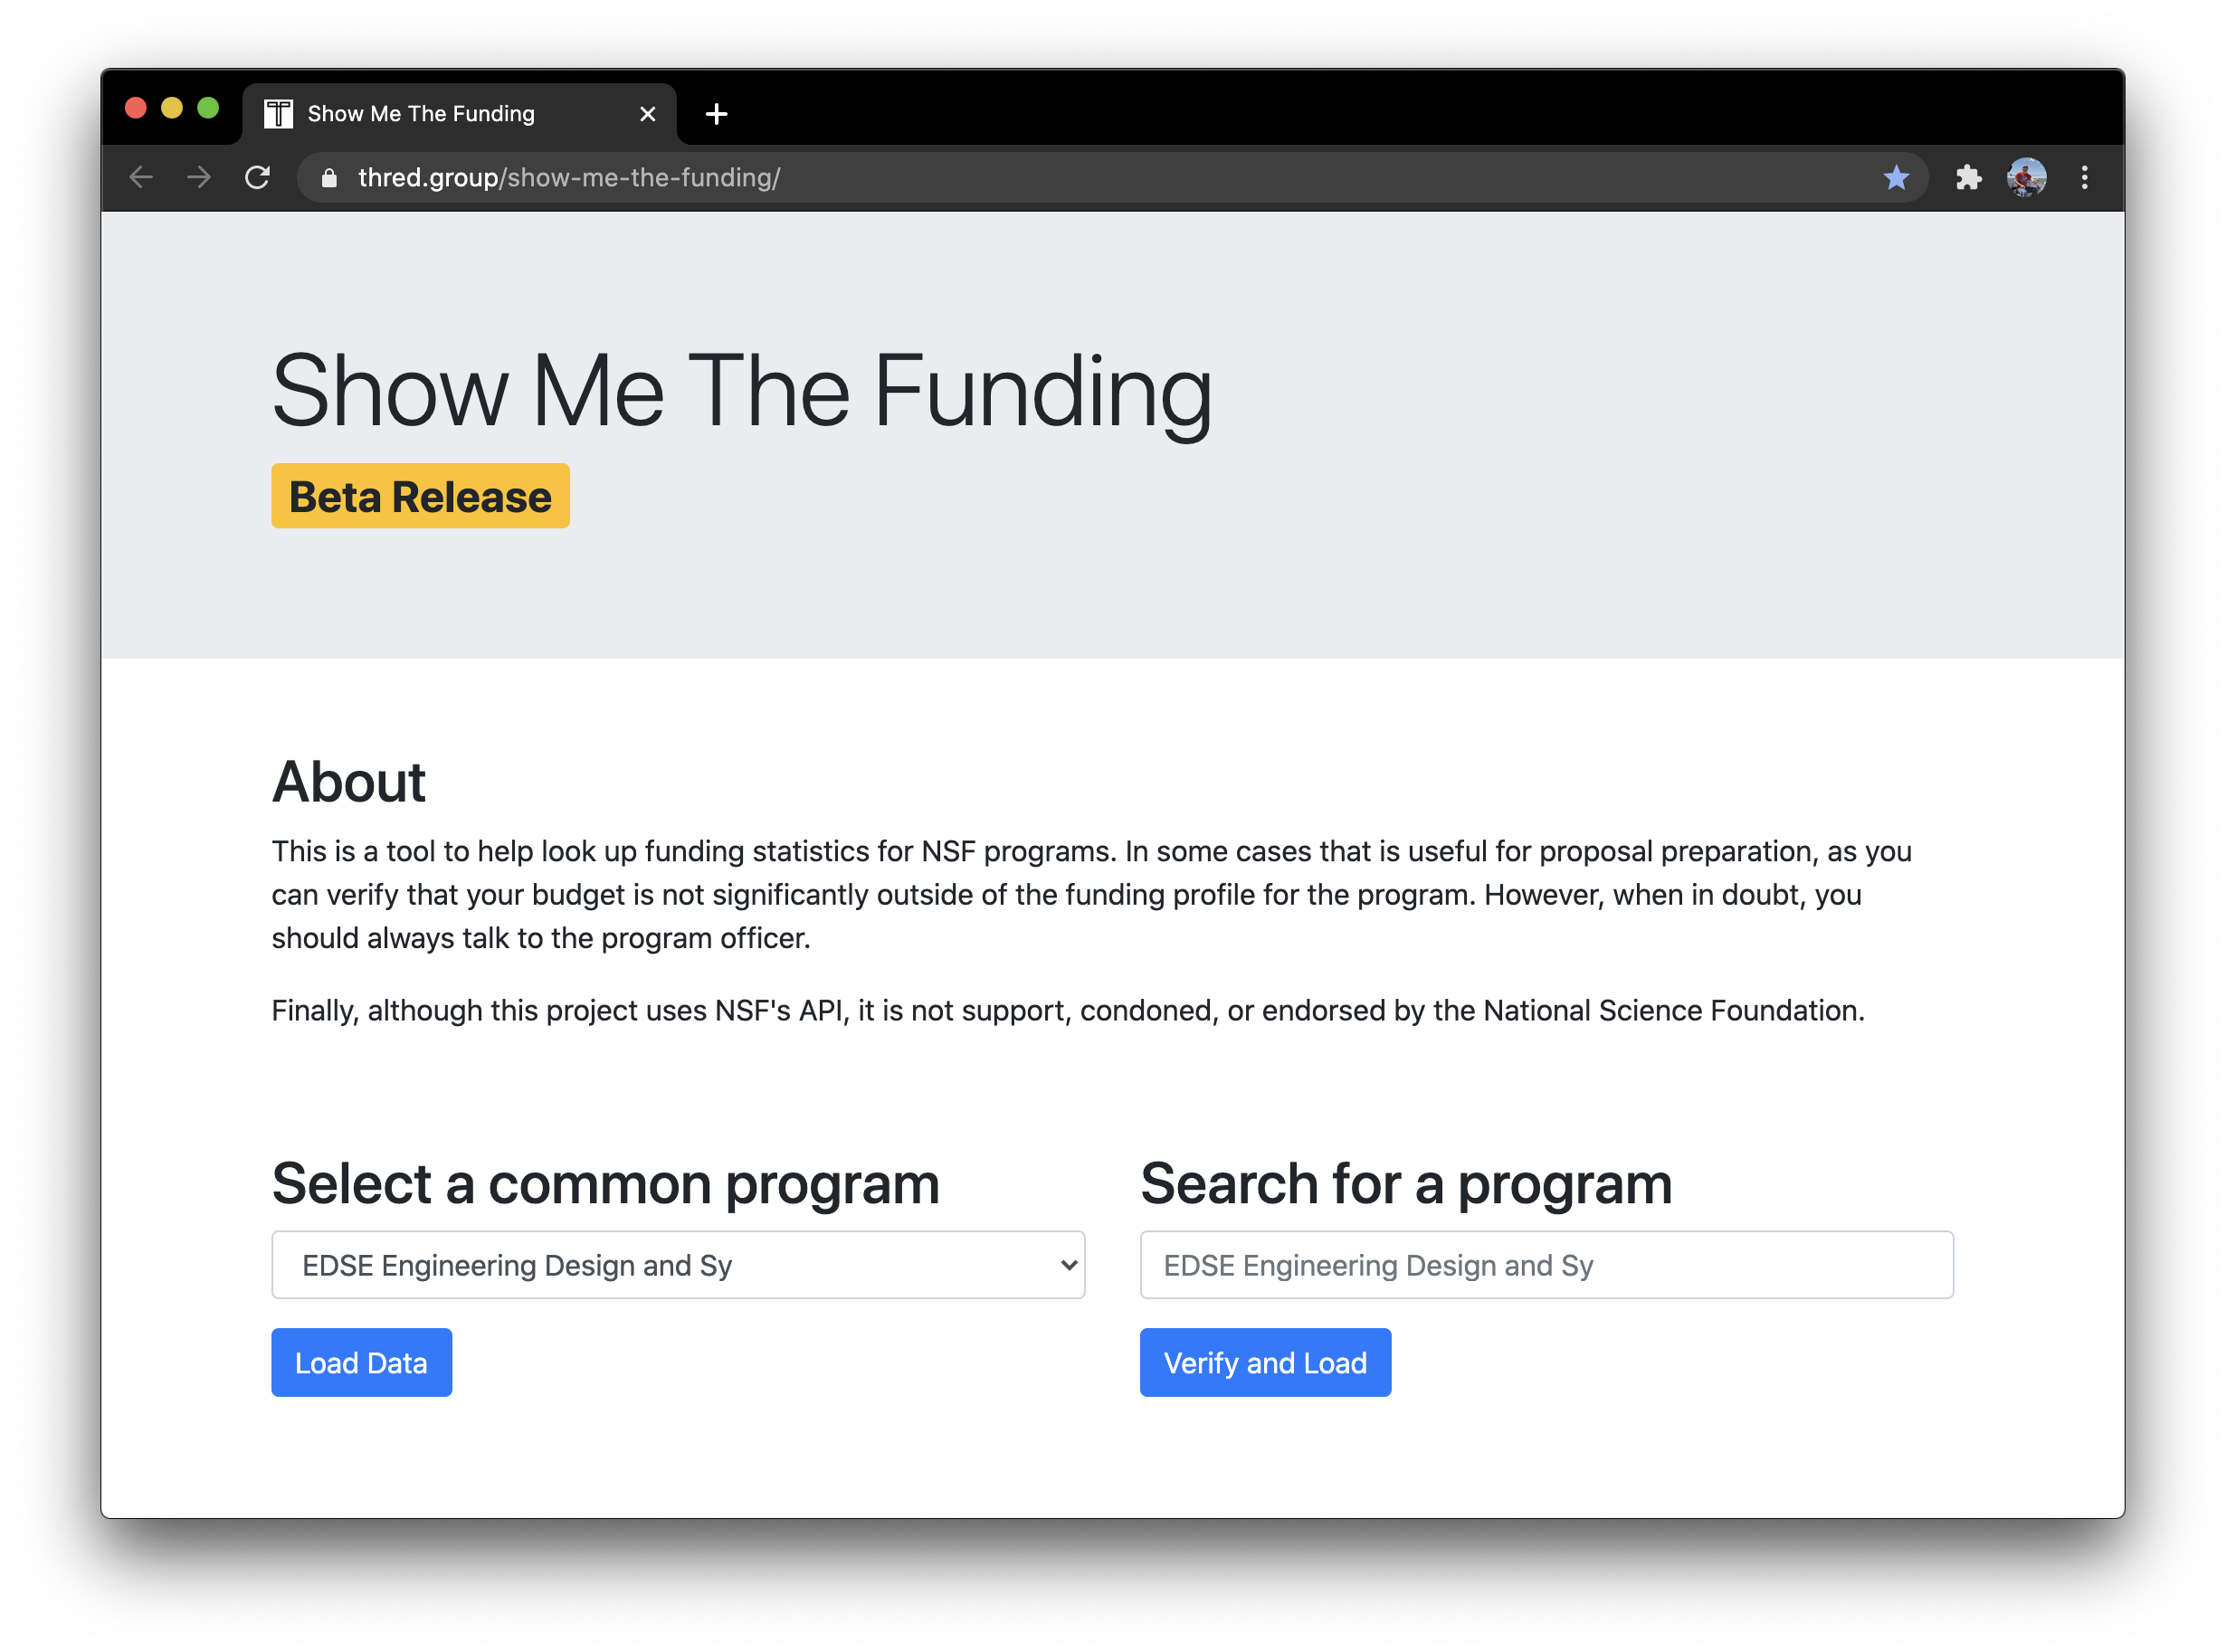 Show Me The Funding
thred.group/show-me-the-funding/
Show Me The Funding
Beta Release
About
This is a tool to help look up funding statistics for NSF programs. In some cases that is useful for proposal preparation, as you
can verify that your budget is not significantly outside of the funding profile for the program. However, when in doubt, you
should always talk to the program officer.
Finally, although this project uses NSF's API, it is not support, condoned, or endorsed by the National Science Foundation.
Select a common program
EDSE Engineering Design and Sy
Load Data
Search for a program
EDSE Engineering Design and Sy
Verify and Load